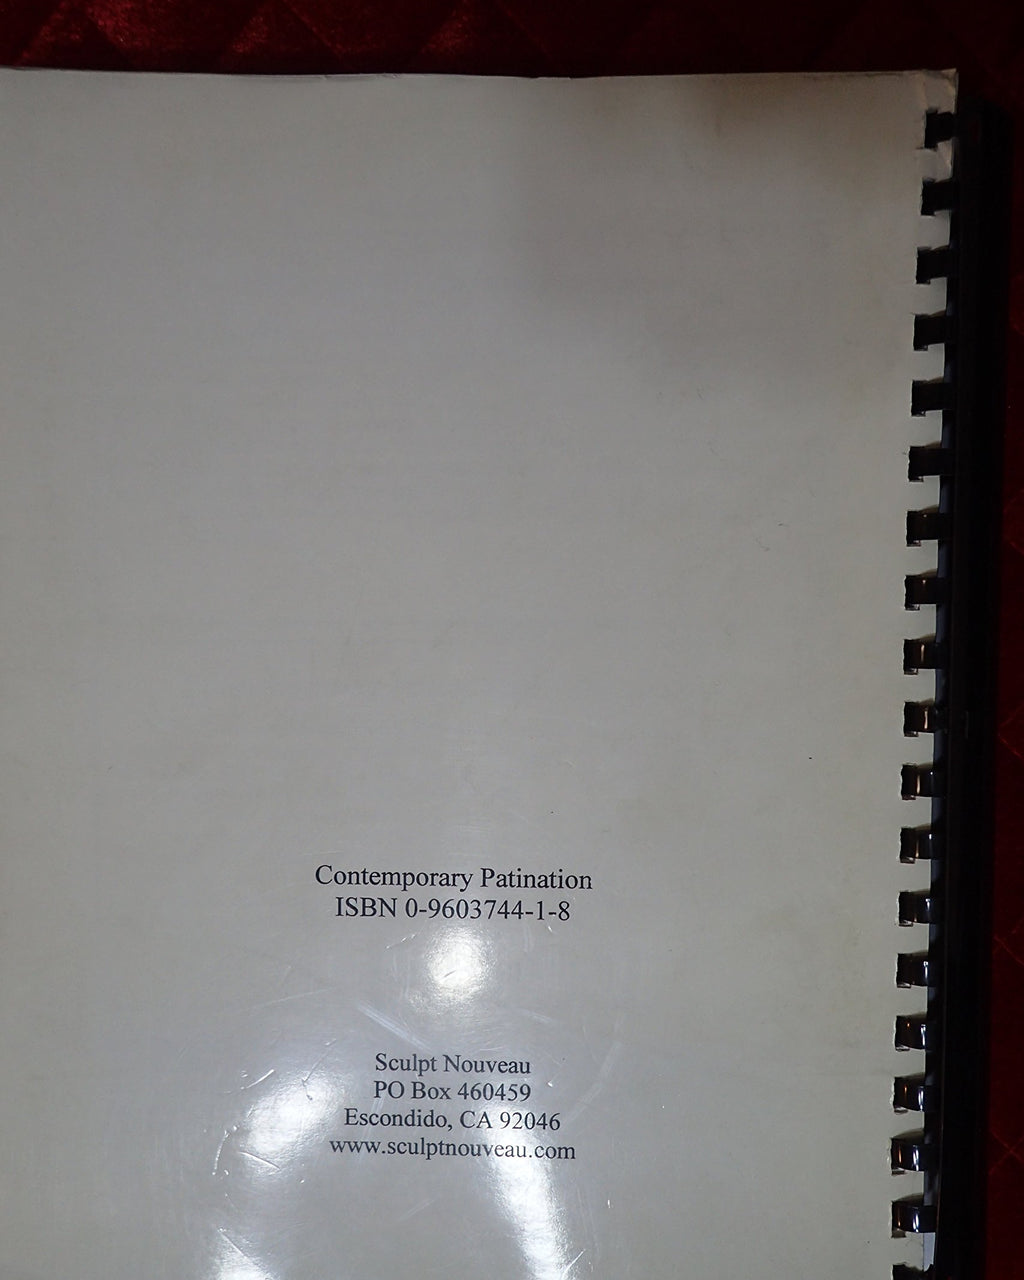 Contemporary Patination
ISBN 0-9603744-1-8
Sculpt Nouveau
PO Box 460459
Escondido, CA 92046
www.sculptnouveau.com